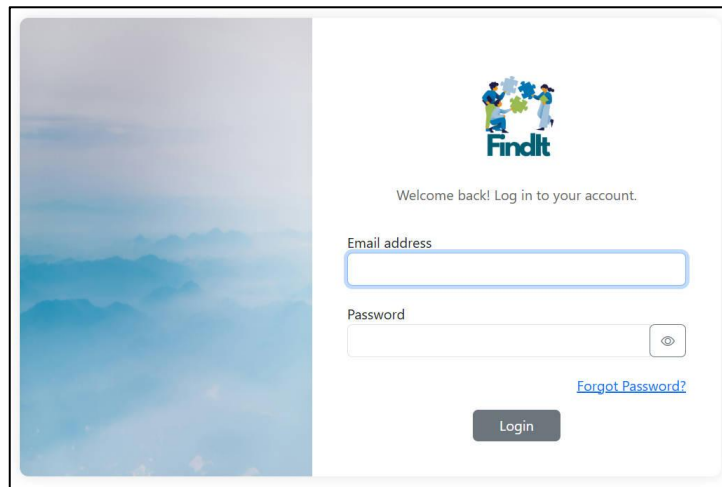 FindIt
Welcome back! Log in to your account.
Email address
Password
Forgot Password?
Login